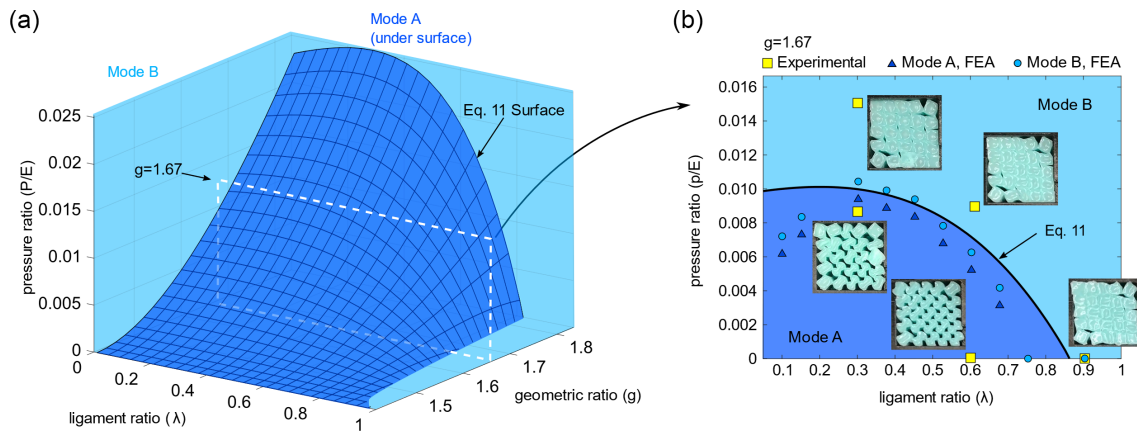 (a)
Mode A
(under surface)
Mode B
0.025
0.02
0.015
0.01
0.005
0
pressure ratio (P/E)
g=1.67
Eq. 11 Surface
0
0.2
0.4
0.6
0.8
1
ligament ratio (λ)
1.5
1.6
1.7
1.8
geometric ratio (g)
(b)
g=1.67
Experimental
Mode A, FEA
Mode B, FEA
0.016
0.014
0.012
0.010
0.008
0.006
0.004
0.002
0
pressure ratio (p/E)
Mode B
Eq. 11
Mode A
0.1
0.2
0.3
0.4
0.5
0.6
0.7
0.8
0.9
1
ligament ratio (λ)